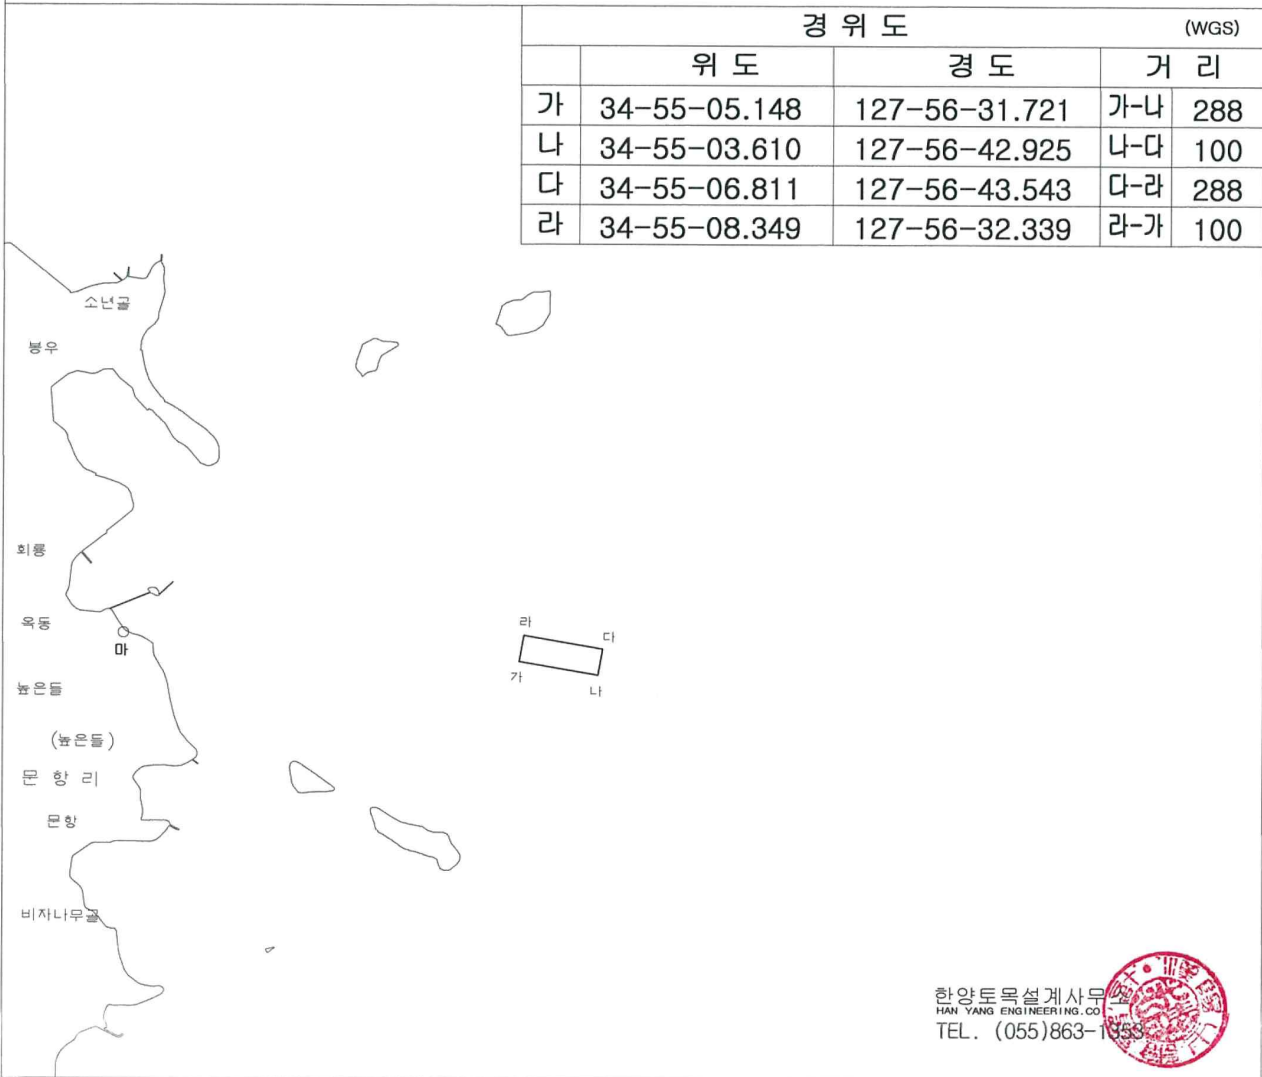 경 위 도 (WGS)
위 도 경 도 거 리
가 34-55-05.148 127-56-31.721 가-나 288
나 34-55-03.610 127-56-42.925 나-다 100
다 34-55-06.811 127-56-43.543 다-라 288
라 34-55-08.349 127-56-32.339 라-가 100
소년골
봉우
회룡
옥동
마
라
다
가
나
높은들
(높은들)
문 항 리
문항
비자나무골
한양토목설계사무소
HAN YANG ENGINEERING.CO
TEL. (055)863-1353